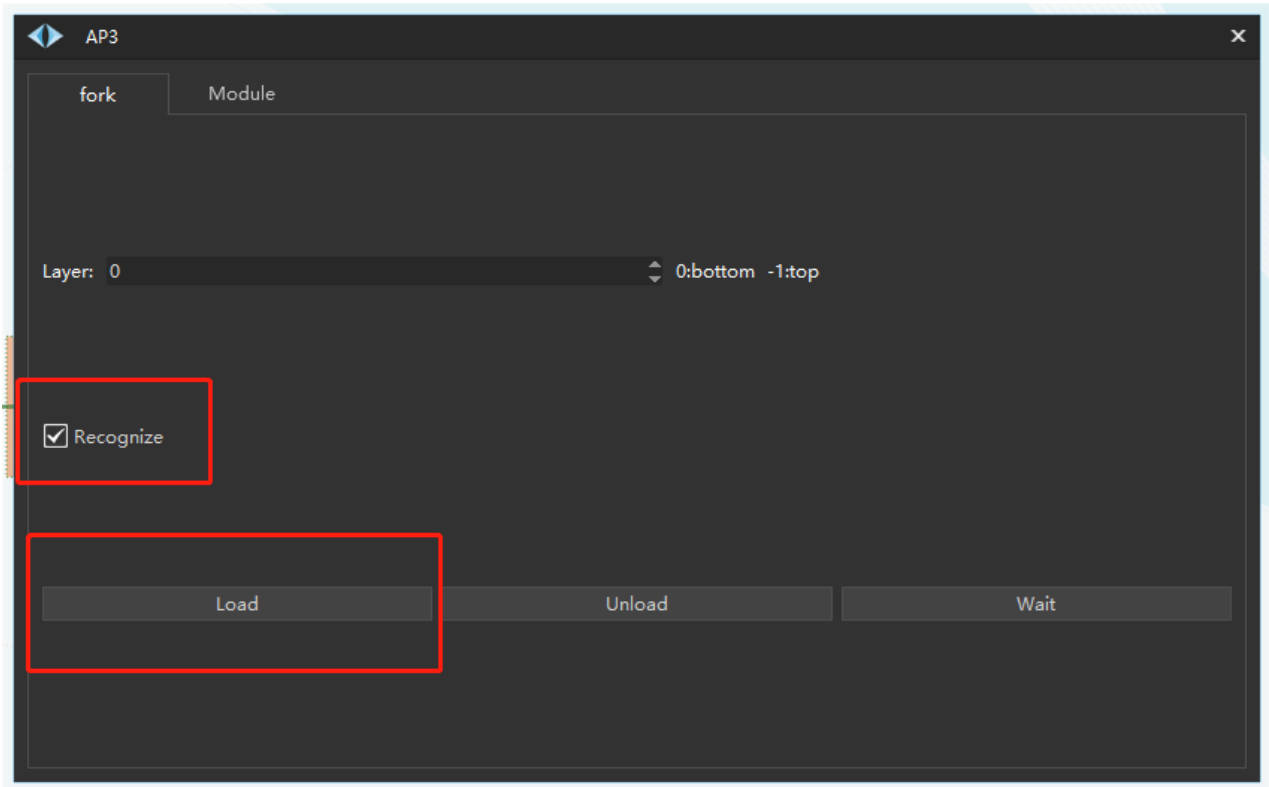 AP3
fork Module
Layer: 0 0:bottom -1:top
Recognize
Load Unload Wait